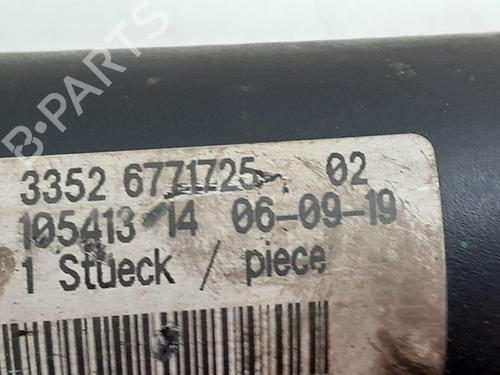 B-PARTS
3352 6771725 02
105413 14 06-09-19
1 Stueck / piece